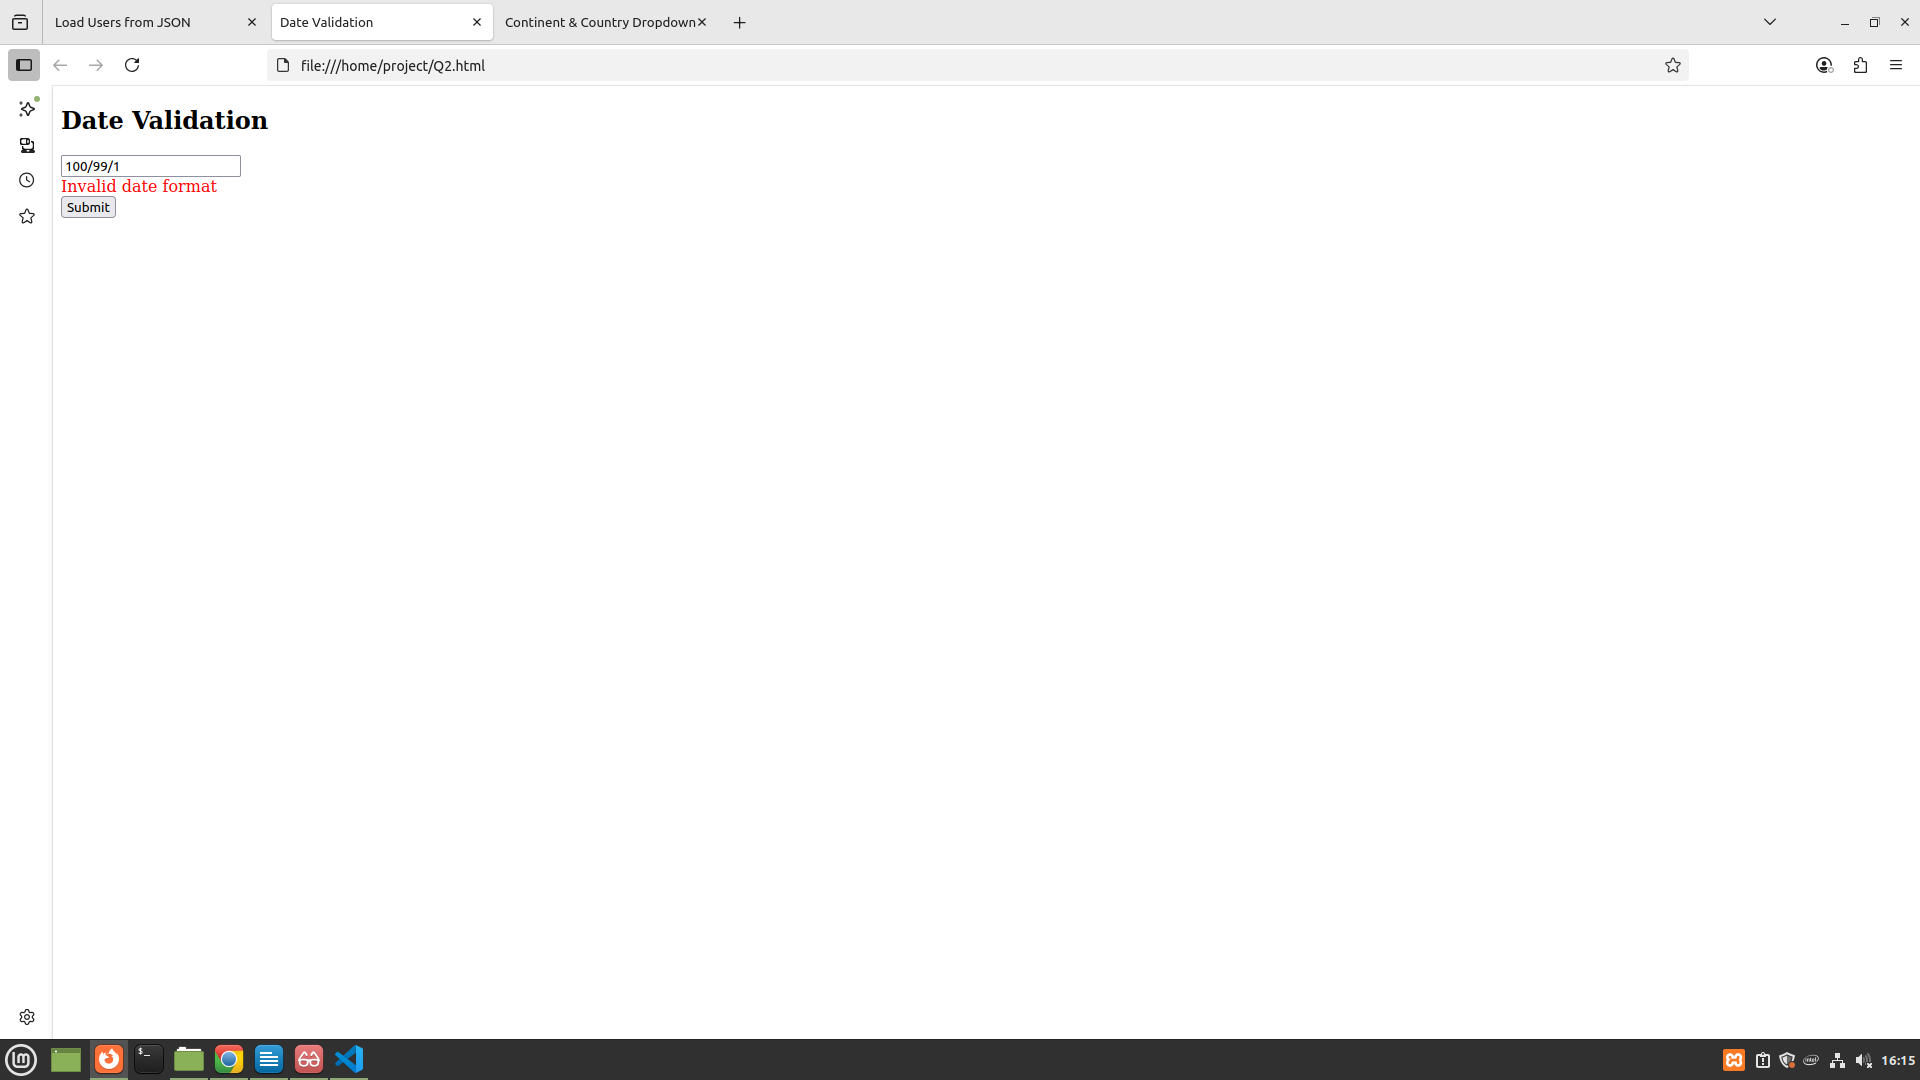 Load Users from JSON
Date Validation
Continent & Country Dropdown
file:///home/project/Q2.html
Date Validation
100/99/1
Invalid date format
Submit
$_
lm
16:15